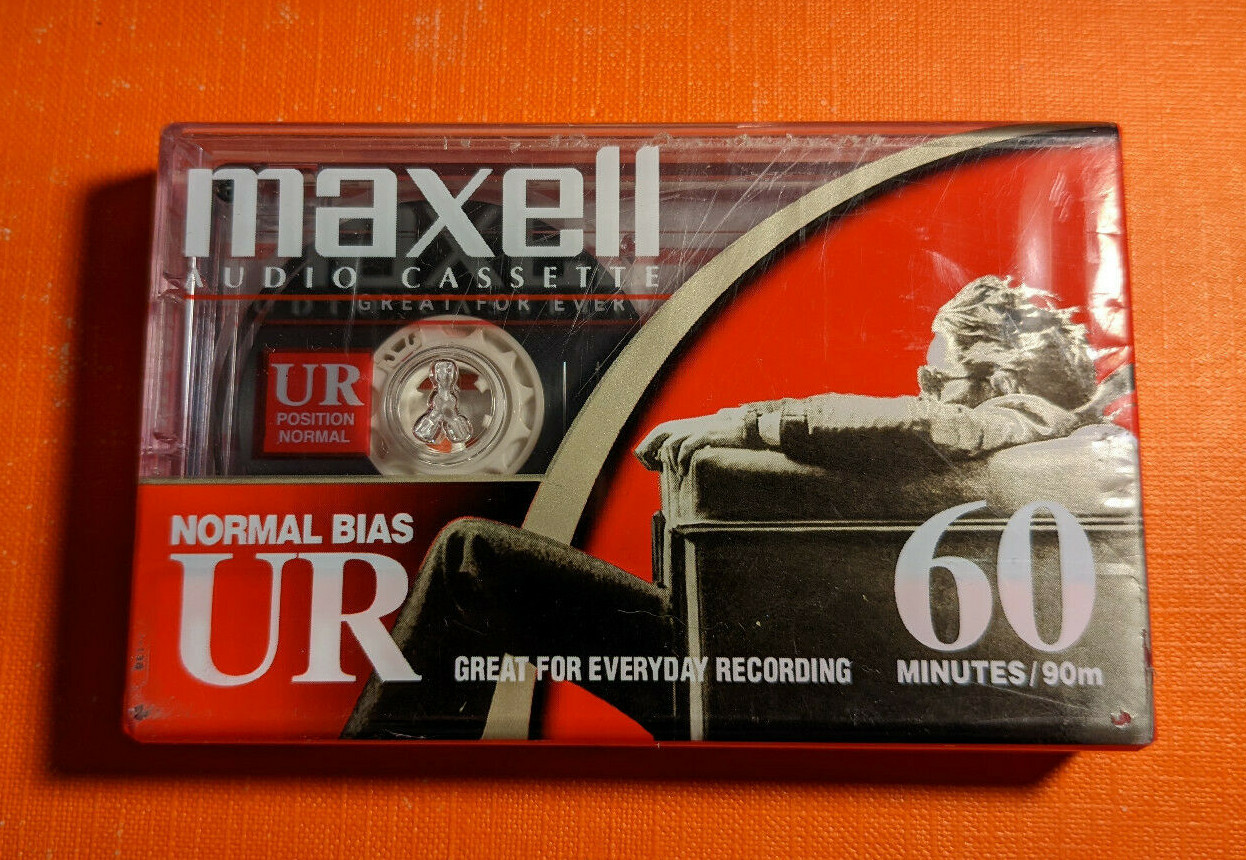 maxell
AUDIO CASSETTE
GREAT FOR EVER
UR
POSITION
NORMAL
NORMAL BIAS
UR
GREAT FOR EVERYDAY RECORDING
60
MINUTES/90m